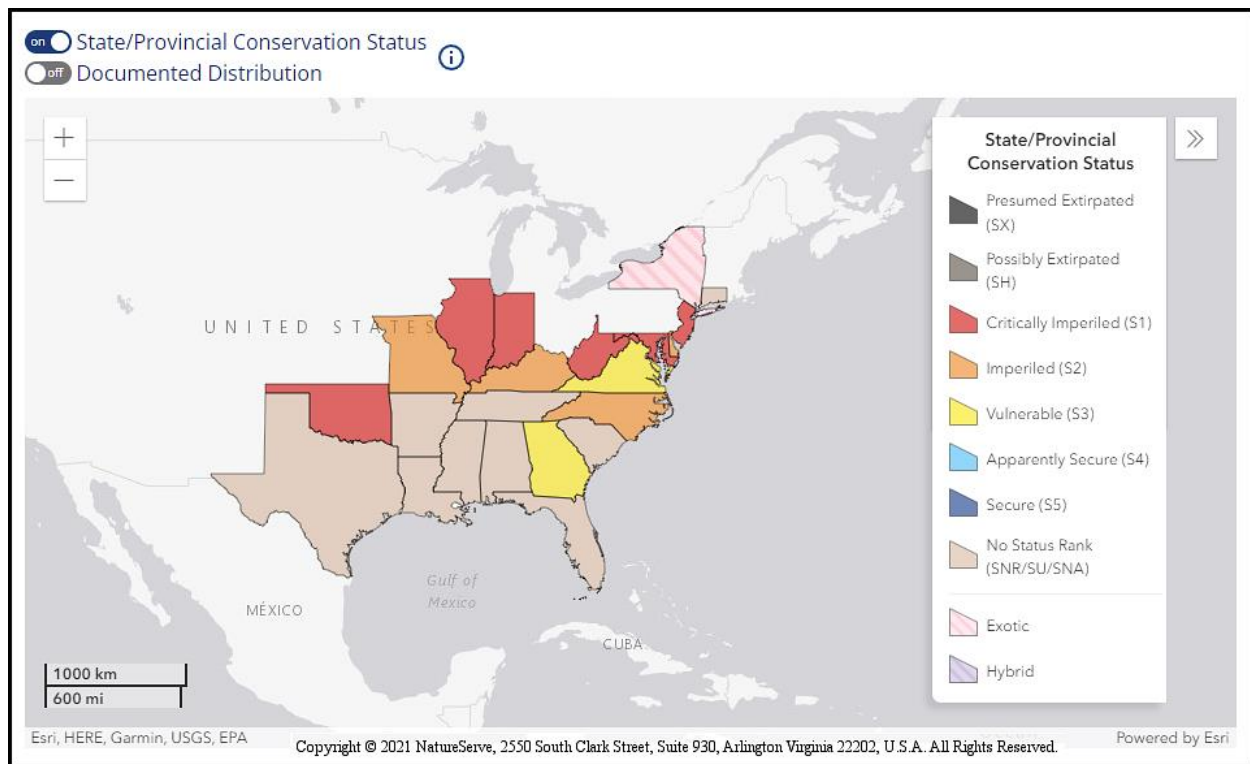 on State/Provincial Conservation Status
off Documented Distribution
i
+
−
UNITED STATES
MÉXICO
Gulf of
Mexico
CUBA
1000 km
600 mi
State/Provincial
Conservation Status
Presumed Extirpated
(SX)
Possibly Extirpated
(SH)
Critically Imperiled (S1)
Imperiled (S2)
Vulnerable (S3)
Apparently Secure (S4)
Secure (S5)
No Status Rank
(SNR/SU/SNA)
Exotic
Hybrid
Esri, HERE, Garmin, USGS, EPA
Copyright © 2021 NatureServe, 2550 South Clark Street, Suite 930, Arlington Virginia 22202, U.S.A. All Rights Reserved.
Powered by Esri